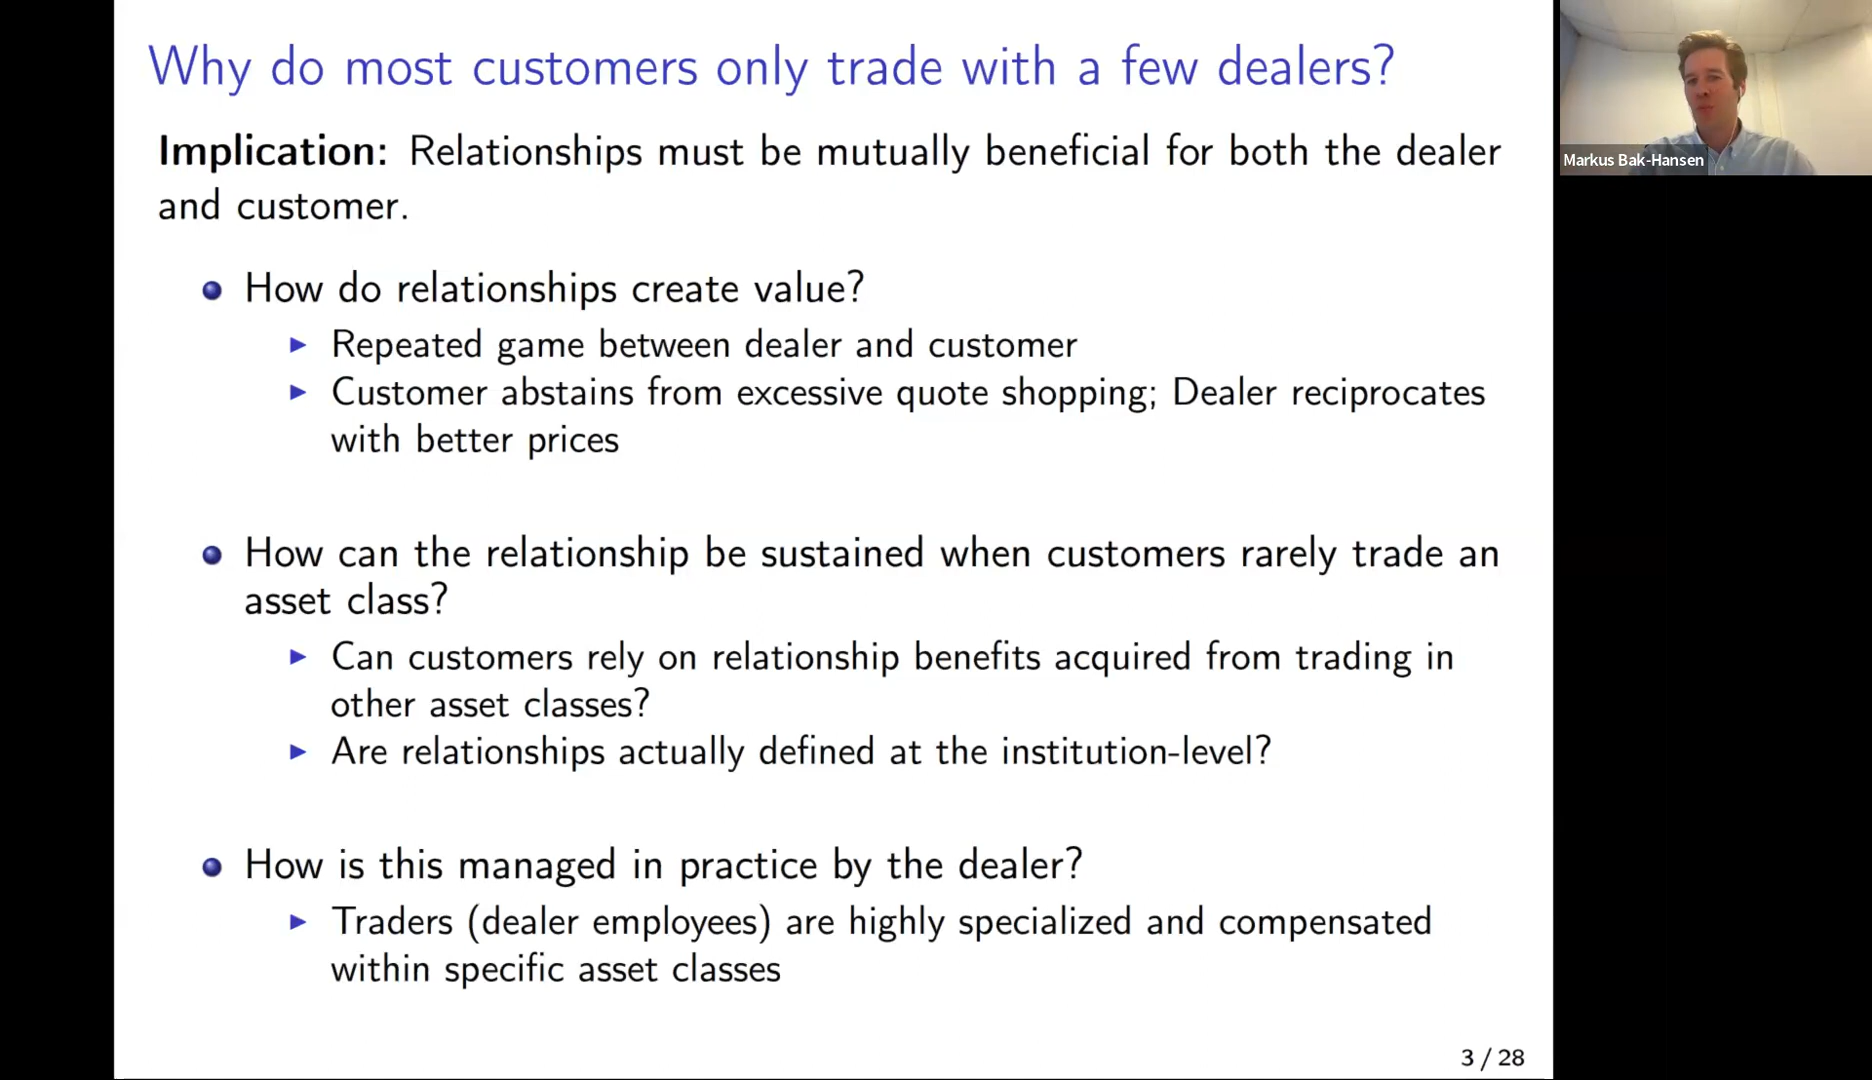 Why do most customers only trade with a few dealers?
Implication: Relationships must be mutually beneficial for both the dealer
and customer.
How do relationships create value?
Repeated game between dealer and customer
Customer abstains from excessive quote shopping; Dealer reciprocates
with better prices
How can the relationship be sustained when customers rarely trade an
asset class?
Can customers rely on relationship benefits acquired from trading in
other asset classes?
Are relationships actually defined at the institution-level?
How is this managed in practice by the dealer?
Traders (dealer employees) are highly specialized and compensated
within specific asset classes
3 / 28
Markus Bak-Hansen